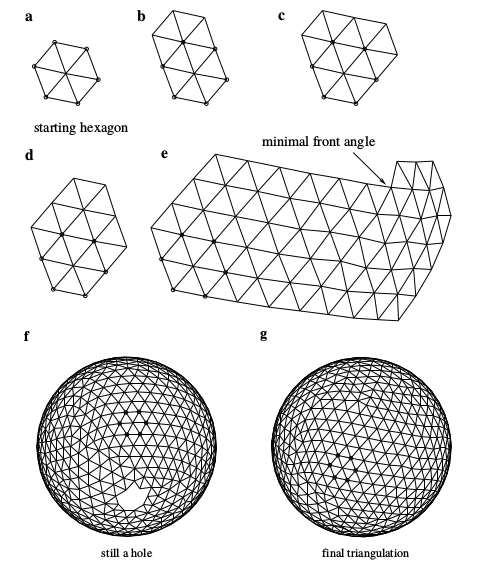 a b c
starting hexagon
minimal front angle
d e
f g
still a hole
final triangulation